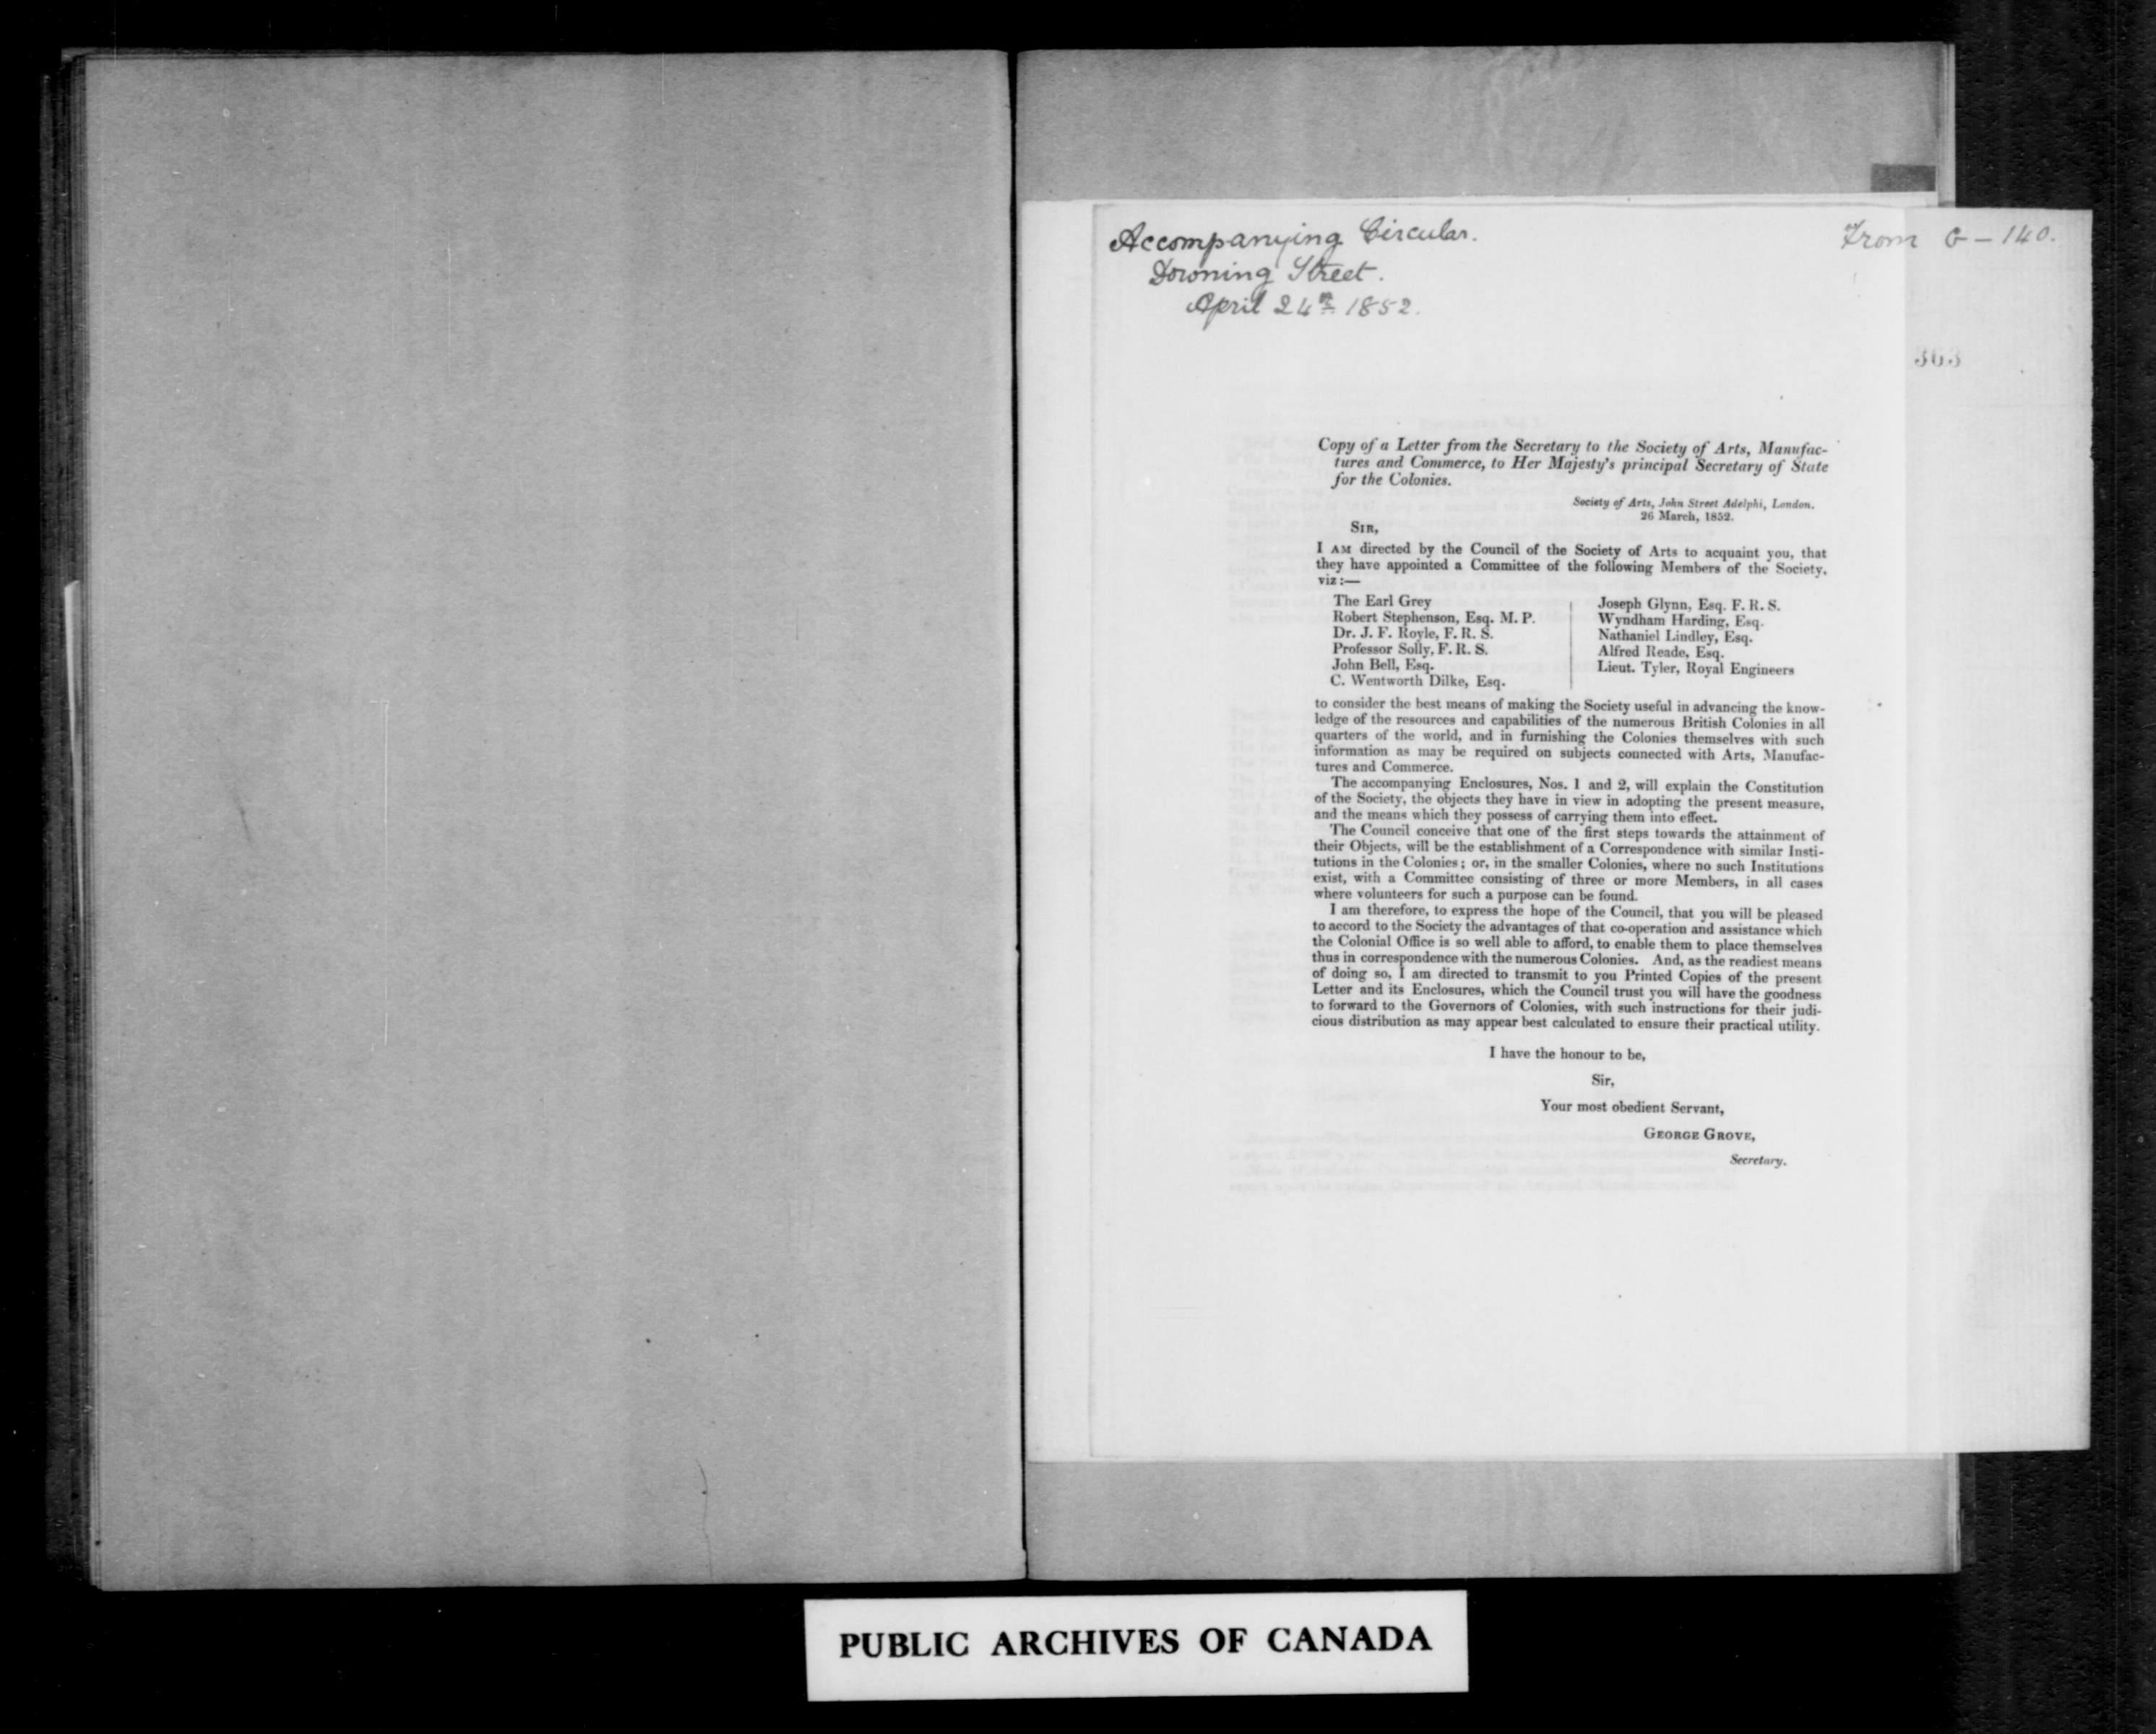 Accompanying Circular.
Downing Street.
April 24th 1852.
From G – 140.
363
Copy of a Letter from the Secretary to the Society of Arts, Manufac-
tures and Commerce, to Her Majesty's principal Secretary of State
for the Colonies.
Society of Arts, John Street Adelphi, London.
26 March, 1852.
SIR,
I AM directed by the Council of the Society of Arts to acquaint you, that
they have appointed a Committee of the following Members of the Society,
viz:—
The Earl Grey
Robert Stephenson, Esq. M. P.
Dr. J. F. Royle, F. R. S.
Professor Solly, F. R. S.
John Bell, Esq.
C. Wentworth Dilke, Esq.
Joseph Glynn, Esq. F. R. S.
Wyndham Harding, Esq.
Nathaniel Lindley, Esq.
Alfred Reade, Esq.
Lieut. Tyler, Royal Engineers
to consider the best means of making the Society useful in advancing the know-
ledge of the resources and capabilities of the numerous British Colonies in all
quarters of the world, and in furnishing the Colonies themselves with such
information as may be required on subjects connected with Arts, Manufac-
tures and Commerce.
The accompanying Enclosures, Nos. 1 and 2, will explain the Constitution
of the Society, the objects they have in view in adopting the present measure,
and the means which they possess of carrying them into effect.
The Council conceive that one of the first steps towards the attainment of
their Objects, will be the establishment of a Correspondence with similar Insti-
tutions in the Colonies; or, in the smaller Colonies, where no such Institutions
exist, with a Committee consisting of three or more Members, in all cases
where volunteers for such a purpose can be found.
I am therefore, to express the hope of the Council, that you will be pleased
to accord to the Society the advantages of that co-operation and assistance which
the Colonial Office is so well able to afford, to enable them to place themselves
thus in correspondence with the numerous Colonies. And, as the readiest means
of doing so, I am directed to transmit to you Printed Copies of the present
Letter and its Enclosures, which the Council trust you will have the goodness
to forward to the Governors of Colonies, with such instructions for their judi-
cious distribution as may appear best calculated to ensure their practical utility.
I have the honour to be,
Sir,
Your most obedient Servant,
GEORGE GROVE,
Secretary.
PUBLIC ARCHIVES OF CANADA